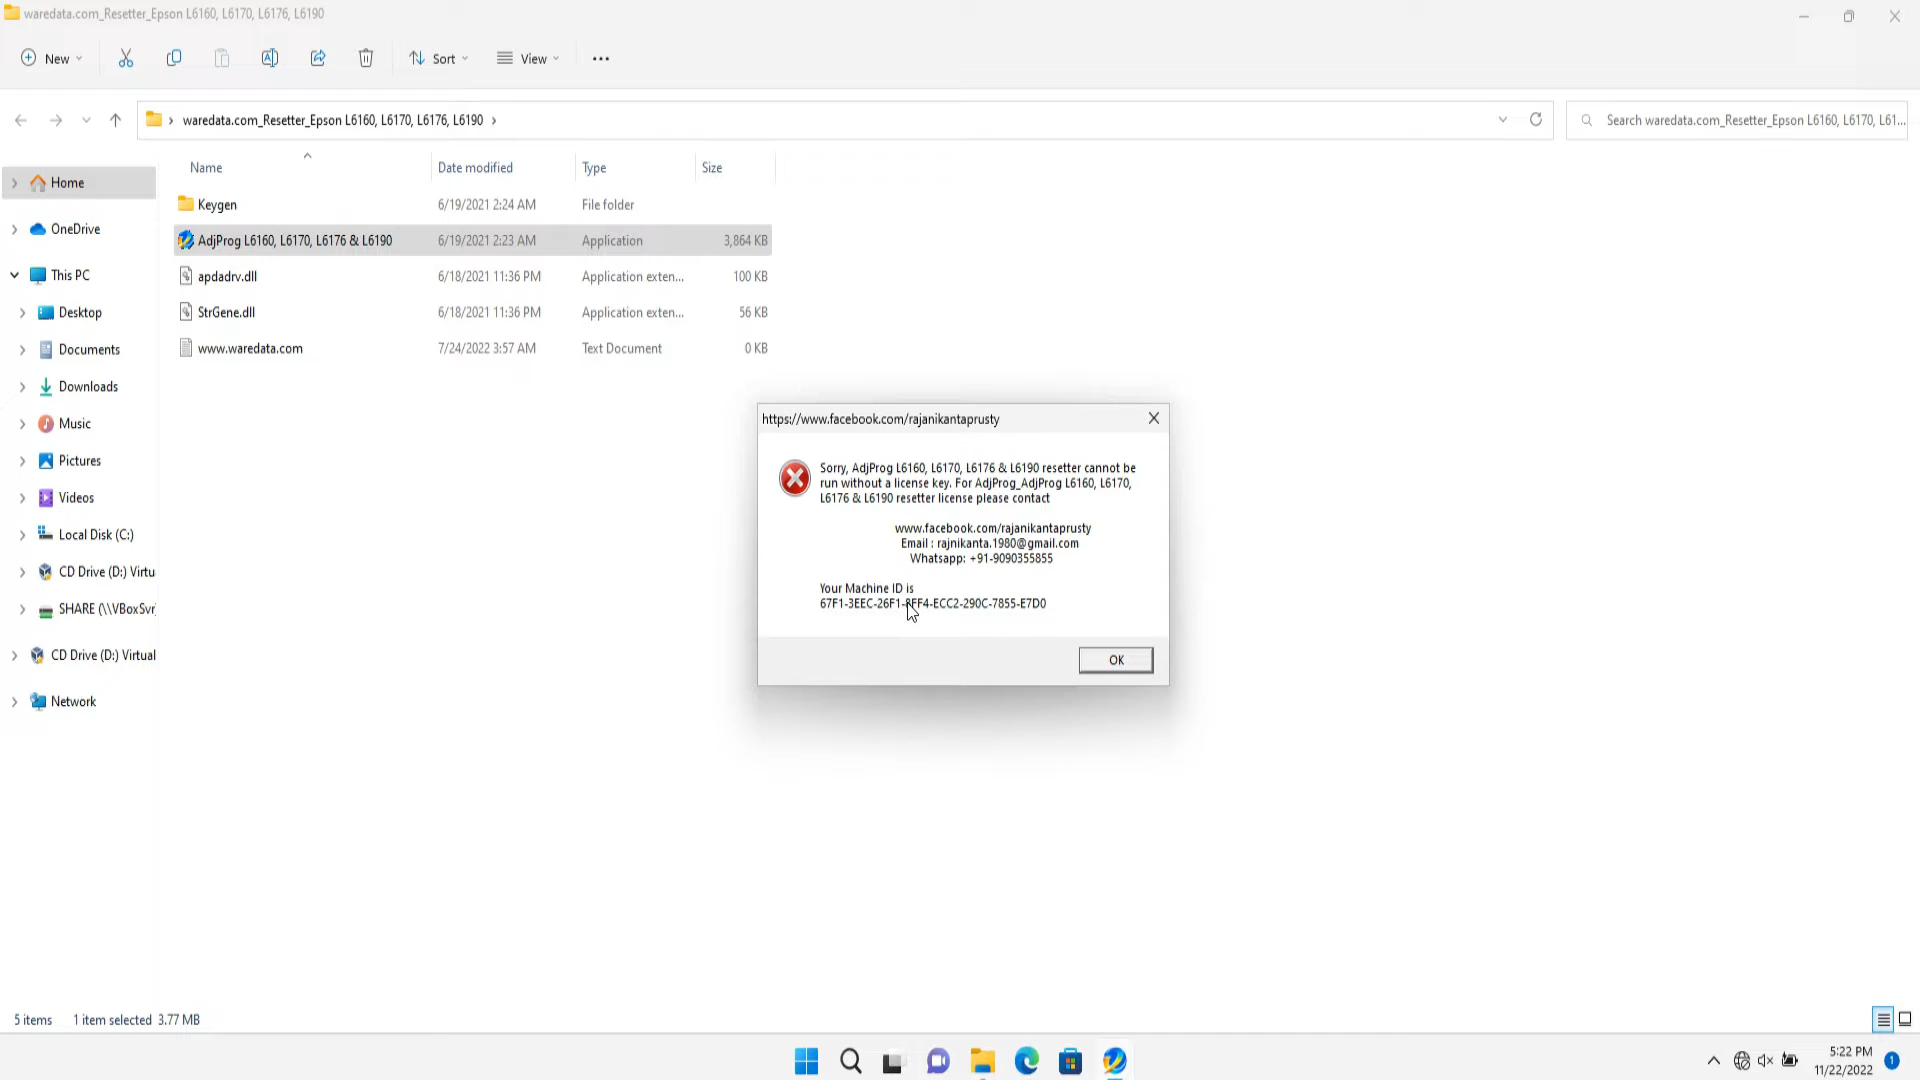 waredata.com_Resetter_Epson L6160, L6170, L6176, L6190
New
Sort
View
waredata.com_Resetter_Epson L6160, L6170, L6176, L6190
Search waredata.com_Resetter_Epson L6160, L6170, L61...
Name Date modified Type Size
Home
OneDrive
This PC
Desktop
Documents
Downloads
Music
Pictures
Videos
Local Disk (C:)
CD Drive (D:) Virtu
SHARE (\\VBoxSvr
CD Drive (D:) Virtual
Network
Keygen 6/19/2021 2:24 AM File folder
AdjProg L6160, L6170, L6176 & L6190 6/19/2021 2:23 AM Application 3,864 KB
apdadrv.dll 6/18/2021 11:36 PM Application exten... 100 KB
StrGene.dll 6/18/2021 11:36 PM Application exten... 56 KB
www.waredata.com 7/24/2022 3:57 AM Text Document 0 KB
https://www.facebook.com/rajanikantaprusty
Sorry, AdjProg L6160, L6170, L6176 & L6190 resetter cannot be
run without a license key. For AdjProg_AdjProg L6160, L6170,
L6176 & L6190 resetter license please contact
www.facebook.com/rajanikantaprusty
Email : rajnikanta.1980@gmail.com
Whatsapp: +91-9090355855
Your Machine ID is
67F1-3EEC-26F1-8FF4-ECC2-290C-7855-E7D0
OK
5 items 1 item selected 3.77 MB
5:22 PM
11/22/2022
1